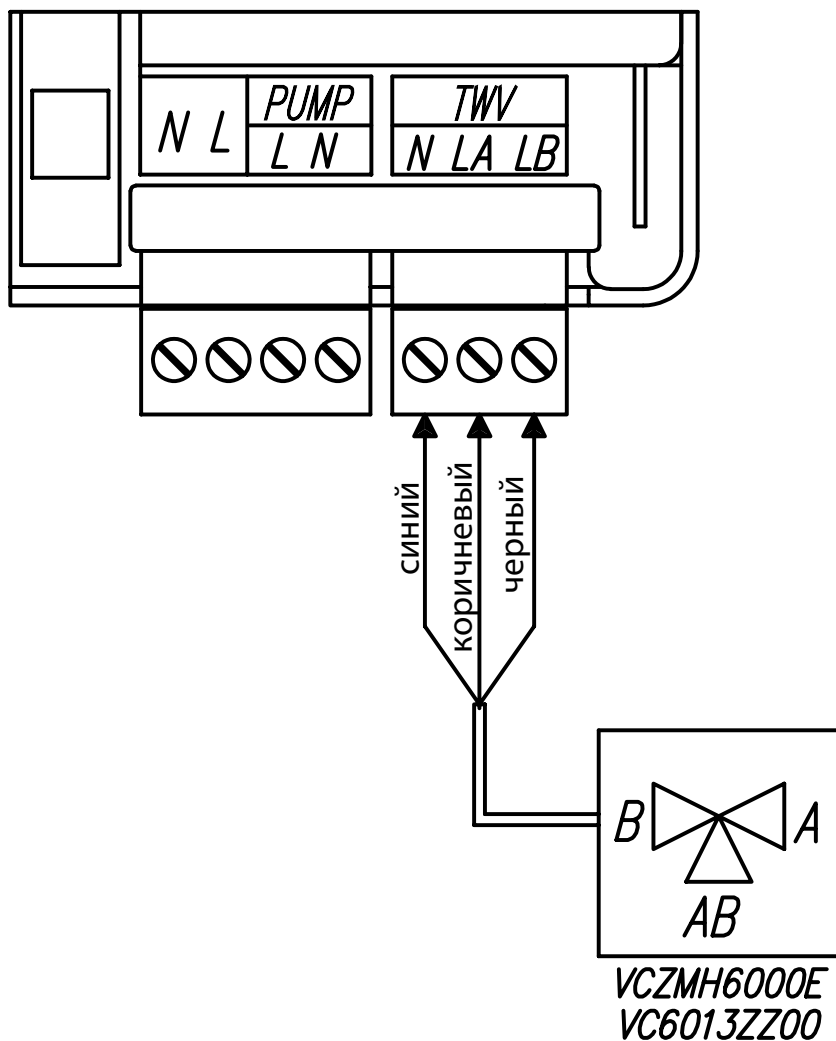 PUMP
TWV
N L
L N
N LA LB
синий
коричневый
черный
B
A
AB
VCZMH6000E
VC6013ZZ00